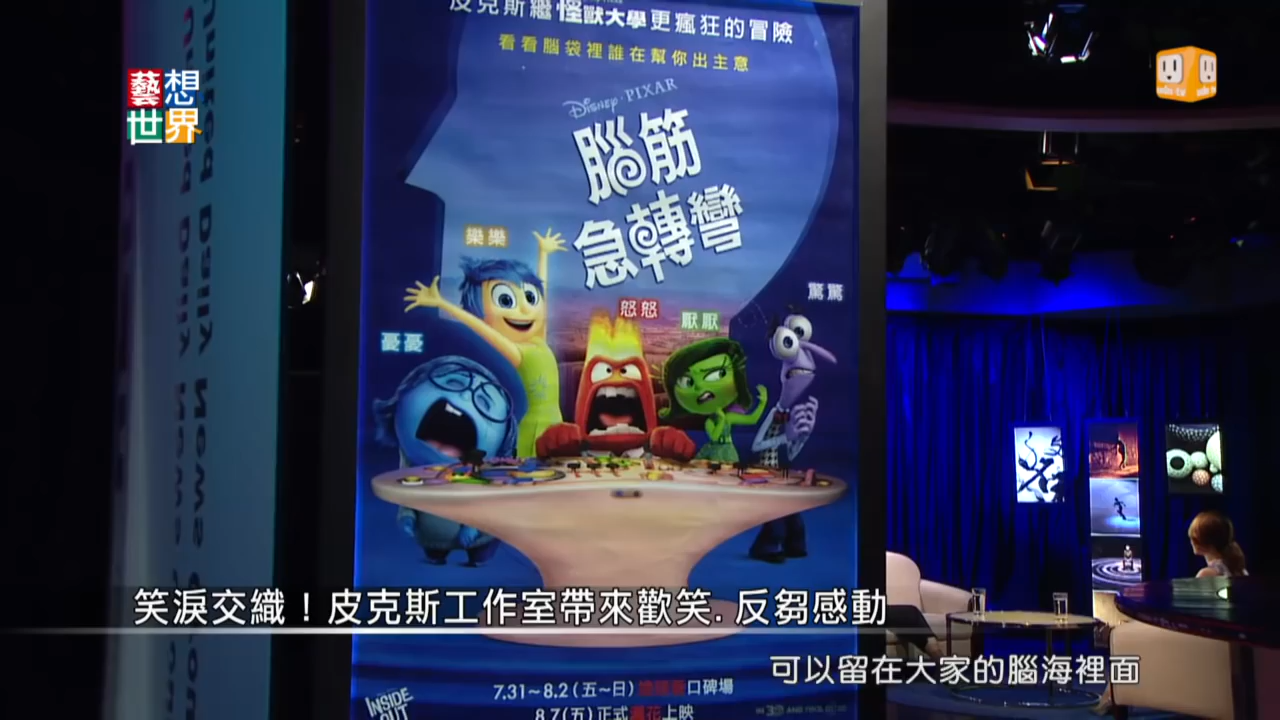 皮克斯繼怪獸大學更瘋狂的冒險
看看腦袋裡誰在幫你出主意
藝想
世界
Disney·PIXAR
腦筋
急轉彎
樂樂
驚驚
怒怒
厭厭
憂憂
笑淚交織！皮克斯工作室帶來歡笑.反芻感動
可以留在大家的腦海裡面
7.31~8.2(五~日)
口碑場
INSIDE
OUT
8.7(五)正式
上映